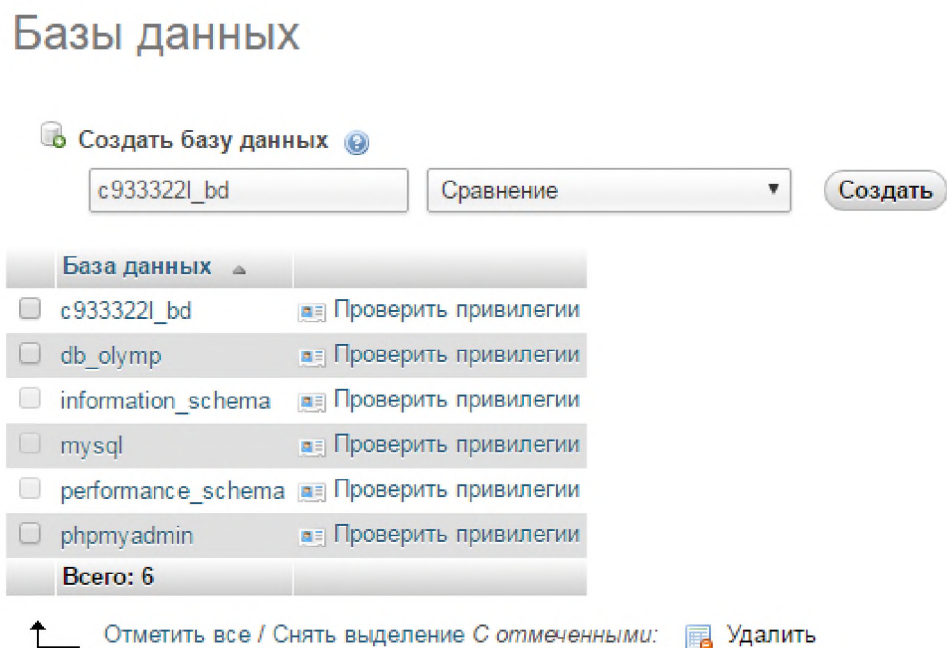 Базы данных
Создать базу данных
c933322l_bd Сравнение Создать
База данных
c933322l_bd Проверить привилегии
db_olymp Проверить привилегии
information_schema Проверить привилегии
mysql Проверить привилегии
performance_schema Проверить привилегии
phpmyadmin Проверить привилегии
Всего: 6
Отметить все / Снять выделение С отмеченными: Удалить